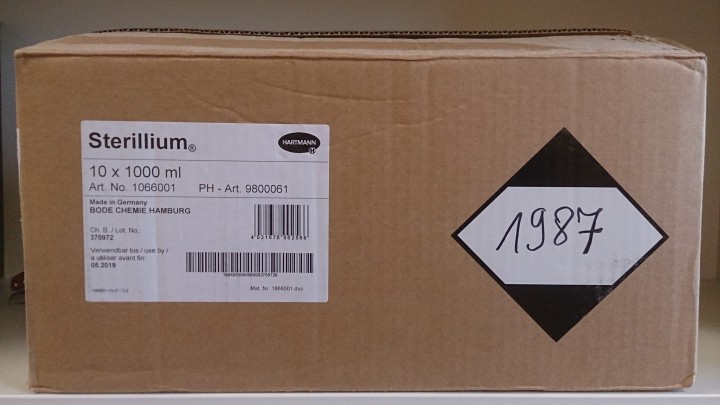 Sterillium®
HARTMANN
10 x 1000 ml
Art. No. 1066001 PH - Art. 9800061
Made in Germany
BODE CHEMIE HAMBURG
Ch. B. / Lot. No.:
370972
Verwendbar bis / use by /
a utiliser avant fin:
05.2019
Mat. Nr. 1066001 doc
1987